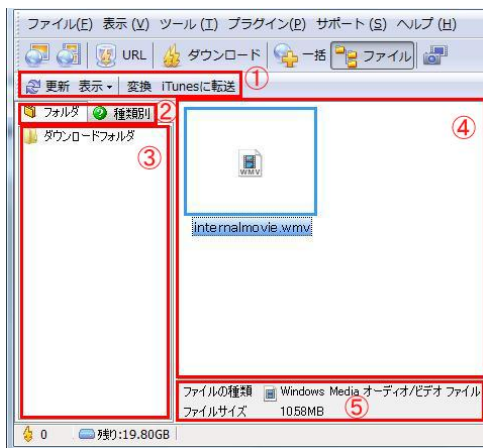 ファイル(F) 表示(V) ツール(T) プラグイン(P) サポート(S) ヘルプ(H)
URL ダウンロード 一括 ファイル
更新 表示 変換 iTunesに転送 ①
フォルダ 種類別 ②
ダウンロードフォルダ ③
④
WMV
internalmovie.wmv
ファイルの種類 Windows Media オーディオ/ビデオ ファイル
ファイルサイズ 10.58MB ⑤
0 残り:19.80GB